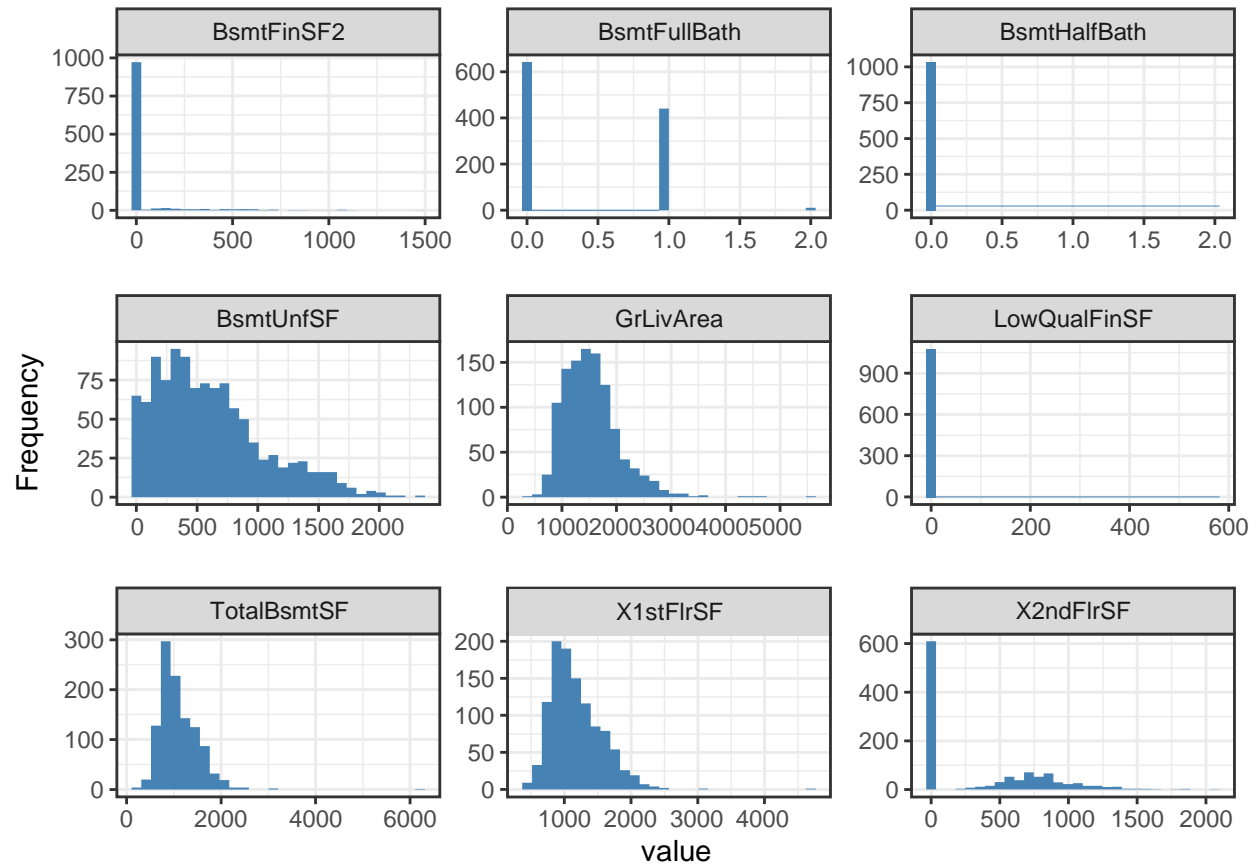 BsmtFinSF2 BsmtFullBath BsmtHalfBath
1000 750 500 250 0
600 400 200 0
1000 750 500 250 0
0 500 1000 1500
0.0 0.5 1.0 1.5 2.0
0.0 0.5 1.0 1.5 2.0
BsmtUnfSF GrLivArea LowQualFinSF
75 50 25 0
150 100 50 0
900 600 300 0
0 500 1000 1500 2000
0 1000 2000 3000 4000 5000
0 200 400 600
TotalBsmtSF X1stFlrSF X2ndFlrSF
300 200 100 0
200 150 100 50 0
600 400 200 0
0 2000 4000 6000
1000 2000 3000 4000
0 500 1000 1500 2000
Frequency
value